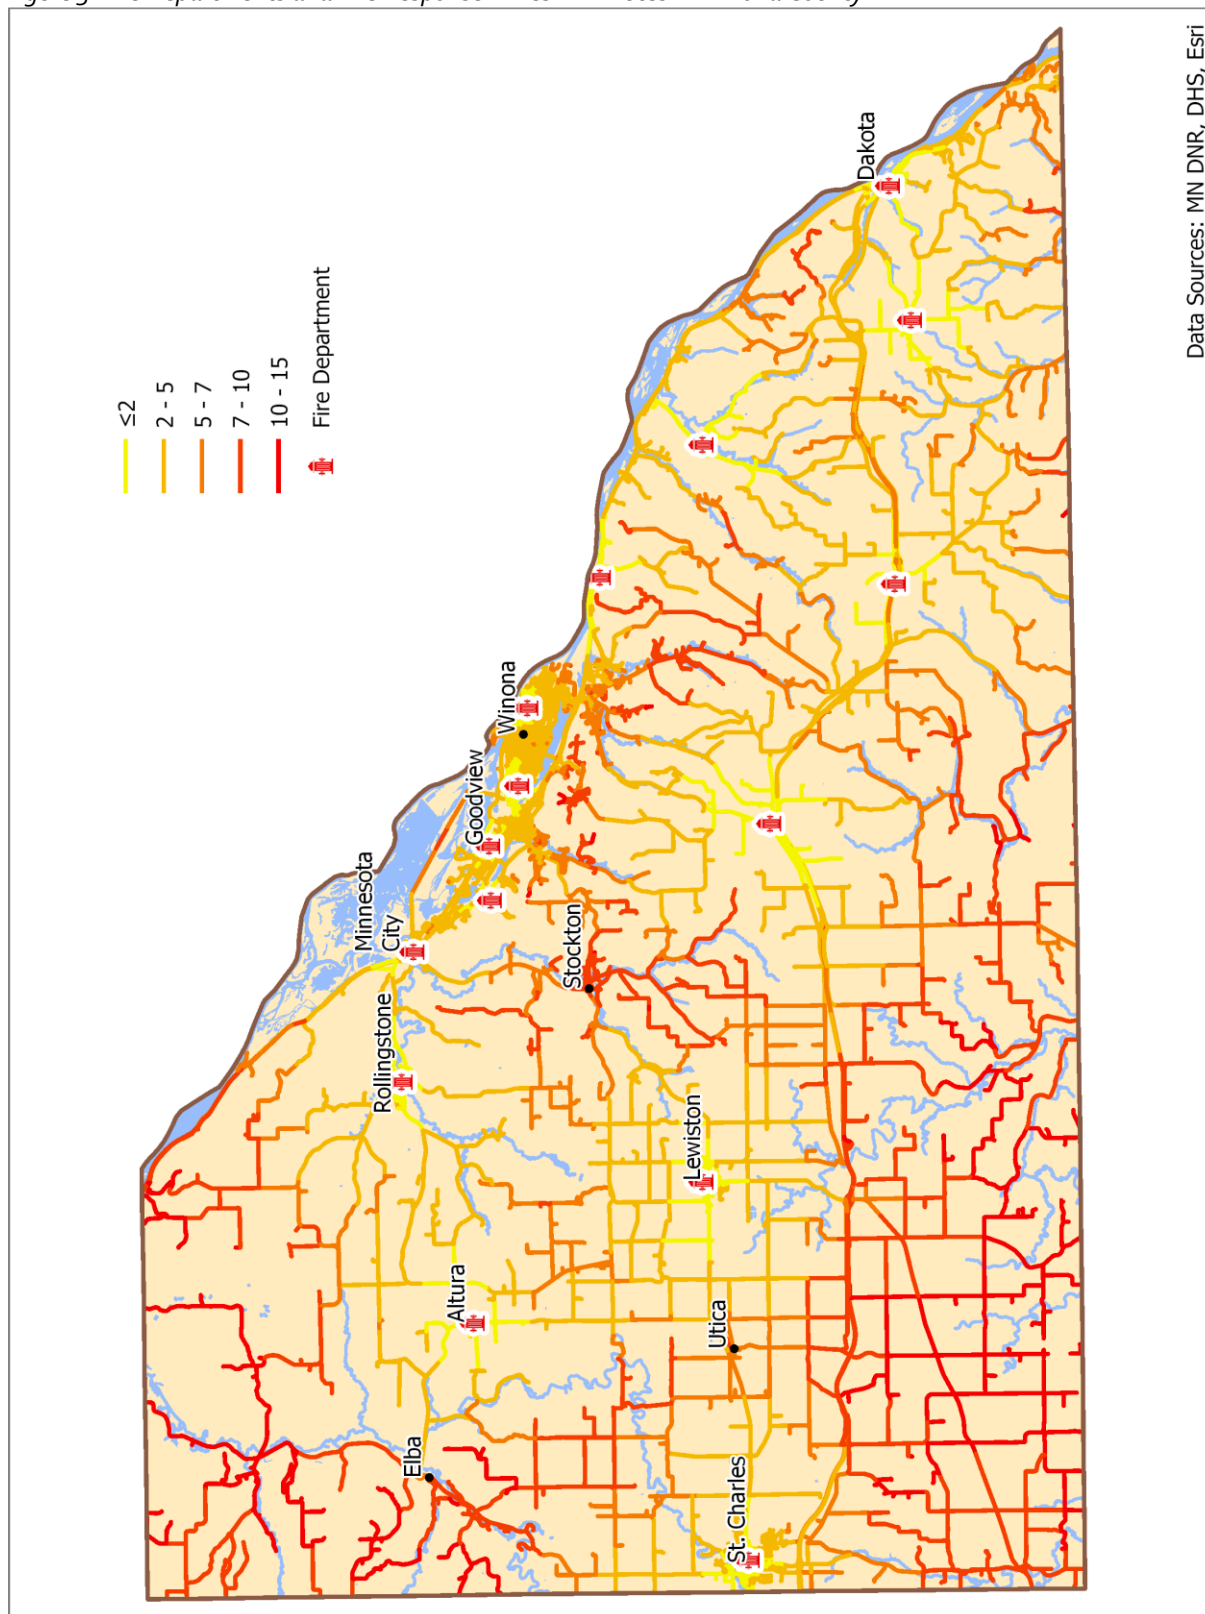 ≤2
2 - 5
5 - 7
7 - 10
10 - 15
Fire Department
Dakota
Winona
Goodview
Minnesota
City
Stockton
Rollingstone
Lewiston
Altura
Utica
Elba
St. Charles
Data Sources: MN DNR, DHS, Esri